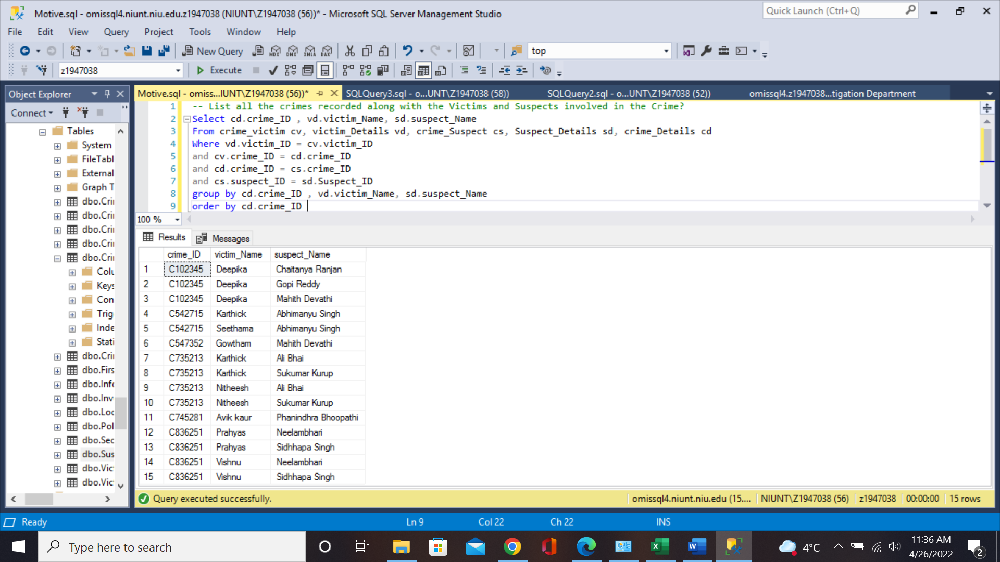 Motive.sql - omissql4.niunt.niu.edu.z1947038 (NIUNT\Z1947038 (56))* - Microsoft SQL Server Management Studio
Quick Launch (Ctrl+Q)
File Edit View Query Project Tools Window Help
New Query MDX DMX XMLA DAX top
z1947038 Execute
Object Explorer
Connect
Tables
System
FileTabl
External
Graph T
dbo.Cri
dbo.Cri
dbo.Cri
dbo.Cri
dbo.Cri
Colu
Keys
Con
Trig
Inde
Stati
dbo.Cri
dbo.Firs
dbo.Info
dbo.Inv
dbo.Loc
dbo.Pol
dbo.Sec
dbo.Sus
dbo.Vic
dbo.Vic
Motive.sql - omiss...IUNT\Z1947038 (56))* SQLQuery3.sql - o...UNT\Z1947038 (58)) SQLQuery2.sql - o...UNT\Z1947038 (52)) omissql4.z1947038...tigation Department
1 -- List all the crimes recorded along with the Victims and Suspects involved in the Crime?
2 Select cd.crime_ID , vd.victim_Name, sd.suspect_Name
3 From crime_victim cv, victim_Details vd, crime_Suspect cs, Suspect_Details sd, crime_Details cd
4 Where vd.victim_ID = cv.victim_ID
5 and cv.crime_ID = cd.crime_ID
6 and cd.crime_ID = cs.crime_ID
7 and cs.suspect_ID = sd.Suspect_ID
8 group by cd.crime_ID , vd.victim_Name, sd.suspect_Name
9 order by cd.crime_ID
100 %
Results Messages
crime_ID victim_Name suspect_Name
1 C102345 Deepika Chaitanya Ranjan
2 C102345 Deepika Gopi Reddy
3 C102345 Deepika Mahith Devathi
4 C542715 Karthick Abhimanyu Singh
5 C542715 Seethama Abhimanyu Singh
6 C547352 Gowtham Mahith Devathi
7 C735213 Karthick Ali Bhai
8 C735213 Karthick Sukumar Kurup
9 C735213 Nitheesh Ali Bhai
10 C735213 Nitheesh Sukumar Kurup
11 C745281 Avik kaur Phanindhra Bhoopathi
12 C836251 Prahyas Neelambhari
13 C836251 Prahyas Sidhhapa Singh
14 C836251 Vishnu Neelambhari
15 C836251 Vishnu Sidhhapa Singh
Query executed successfully. omissql4.niunt.niu.edu (15.... NIUNT\Z1947038 (56) z1947038 00:00:00 15 rows
Ready Ln 9 Col 22 Ch 22 INS
Type here to search
4°C
11:36 AM
4/26/2022
2